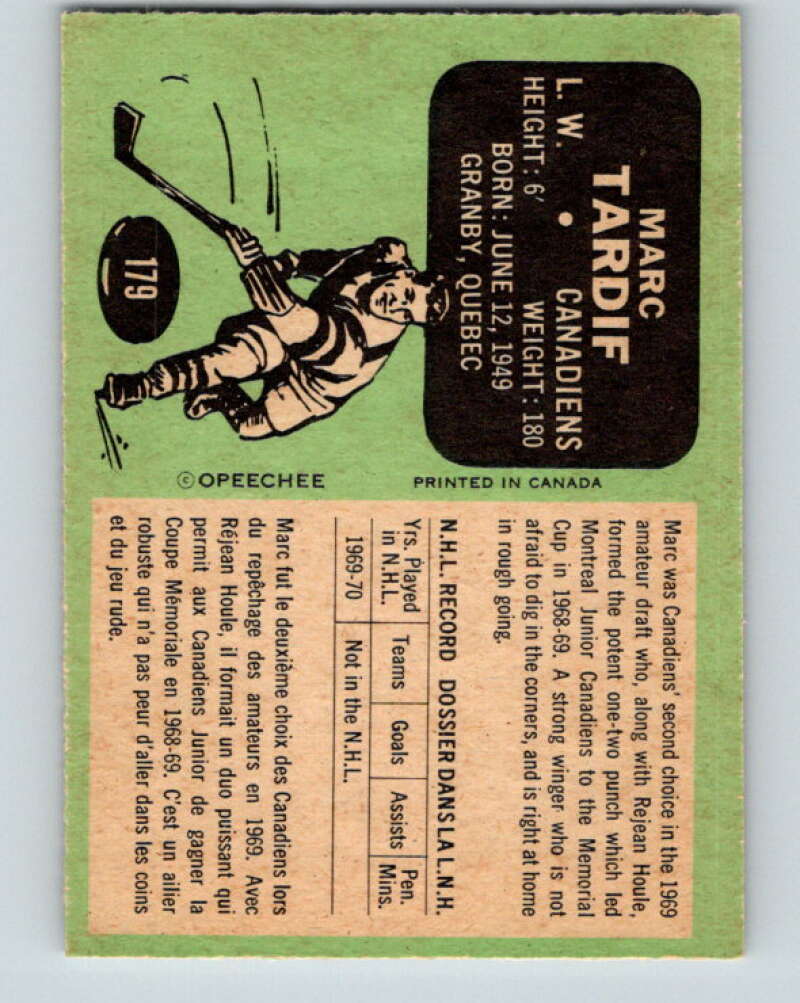 MARC
TARDIF
L. W. • CANADIENS
HEIGHT: 6' WEIGHT: 180
BORN: JUNE 12, 1949
GRANBY, QUEBEC
179
© OPEECHEE PRINTED IN CANADA
Marc was Canadiens' second choice in the 1969
amateur draft who, along with Rejean Houle,
formed the potent one-two punch which led
Montreal Junior Canadiens to the Memorial
Cup in 1968-69. A strong winger who is not
afraid to dig in the corners, and is right at home
in rough going.
N.H.L. RECORD DOSSIER DANS LA L.N.H.
Yrs. Played in N.H.L. Teams Goals Assists Pen. Mins.
1969-70 Not in the N.H.L.
Marc fut le deuxième choix des Canadiens lors
du repêchage des amateurs en 1969. Avec
Réjean Houle, il formait un duo puissant qui
permit aux Canadiens Junior de gagner la
Coupe Mémoriale en 1968-69. C'est un ailier
robuste qui n'a pas peur d'aller dans les coins
et du jeu rude.